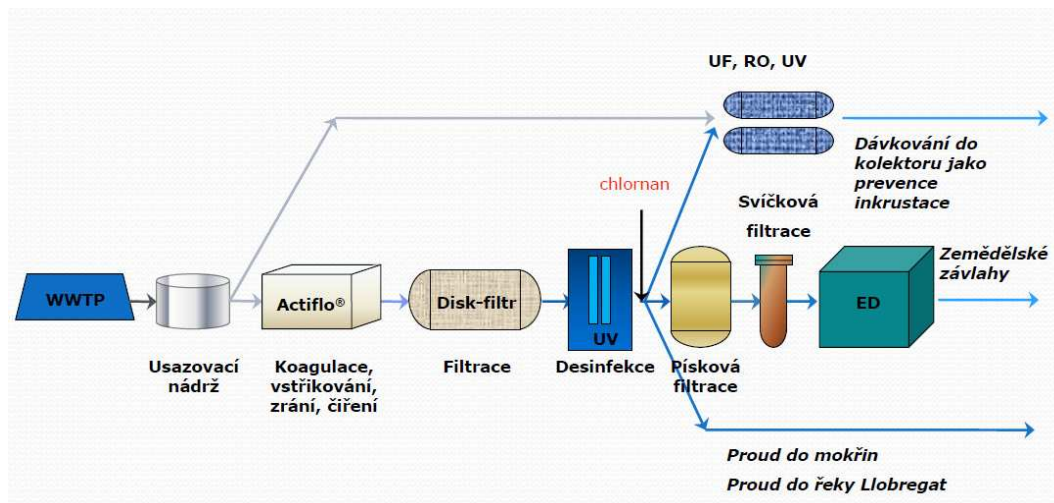 UF, RO, UV
Dávkování do
kolektoru jako
prevence
inkrustace
chlornan
Svíčková
filtrace
Zemědělské
závlahy
WWTP
Actiflo®
Disk-filtr
UV
ED
Usazovací
nádrž
Koagulace,
vstřikování,
zrání, čiření
Filtrace
Desinfekce
Písková
filtrace
Proud do mokřin
Proud do řeky Llobregat